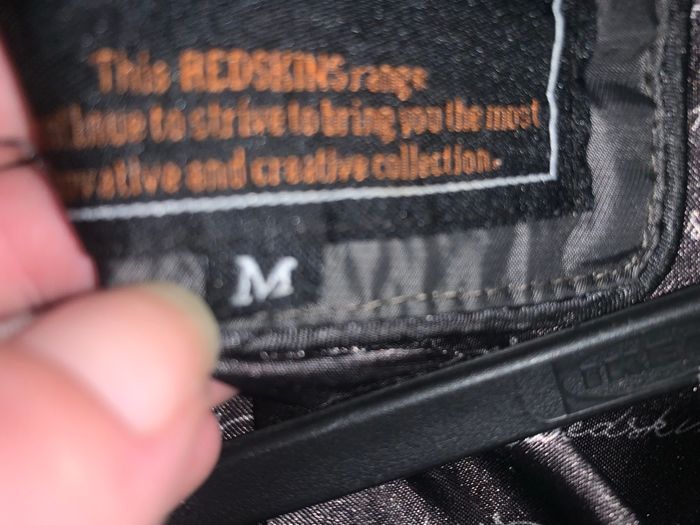 This REDSKINS range
to strive to bring you the most
and creative collection.
M